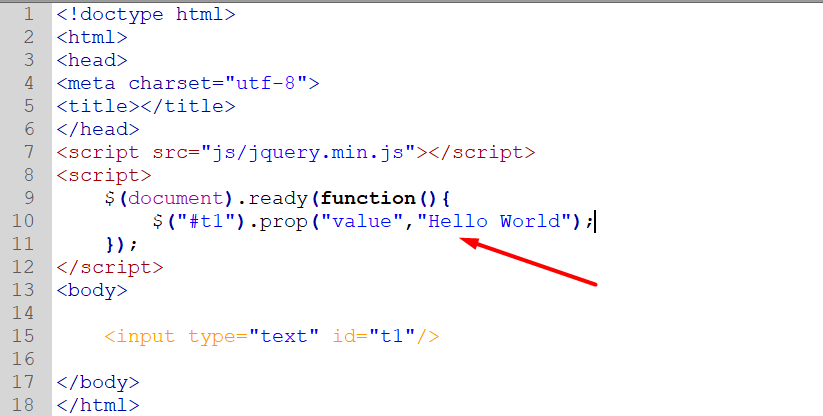 1 <!doctype html>
2 <html>
3 <head>
4 <meta charset="utf-8">
5 <title></title>
6 </head>
7 <script src="js/jquery.min.js"></script>
8 <script>
9     $(document).ready(function(){
10         $("#t1").prop("value","Hello World");
11     });
12 </script>
13 <body>
14
15     <input type="text" id="t1"/>
16
17 </body>
18 </html>